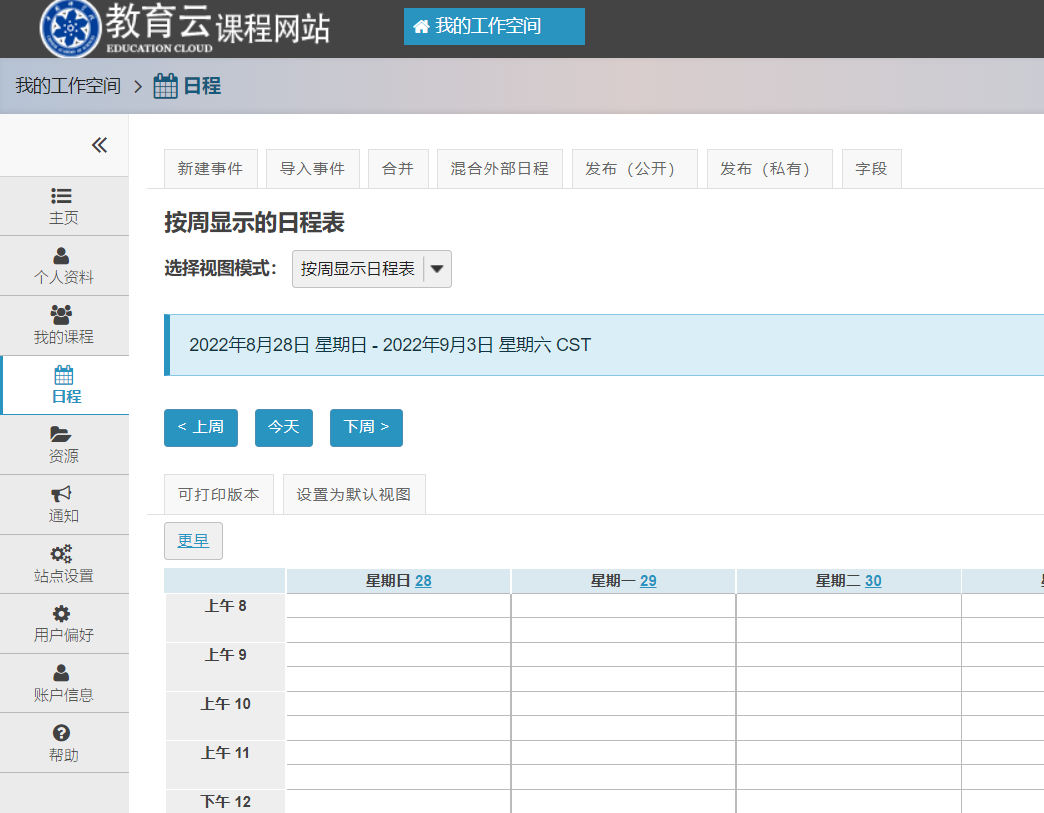 教育云课程网站
EDUCATION CLOUD
我的工作空间
我的工作空间 > 日程
新建事件 导入事件 合并 混合外部日程 发布（公开） 发布（私有） 字段
按周显示的日程表
选择视图模式： 按周显示日程表
2022年8月28日 星期日 - 2022年9月3日 星期六 CST
< 上周 今天 下周 >
可打印版本 设置为默认视图
更早
星期日 28 星期一 29 星期二 30
上午 8
上午 9
上午 10
上午 11
下午 12
主页
个人资料
我的课程
日程
资源
通知
站点设置
用户偏好
账户信息
帮助